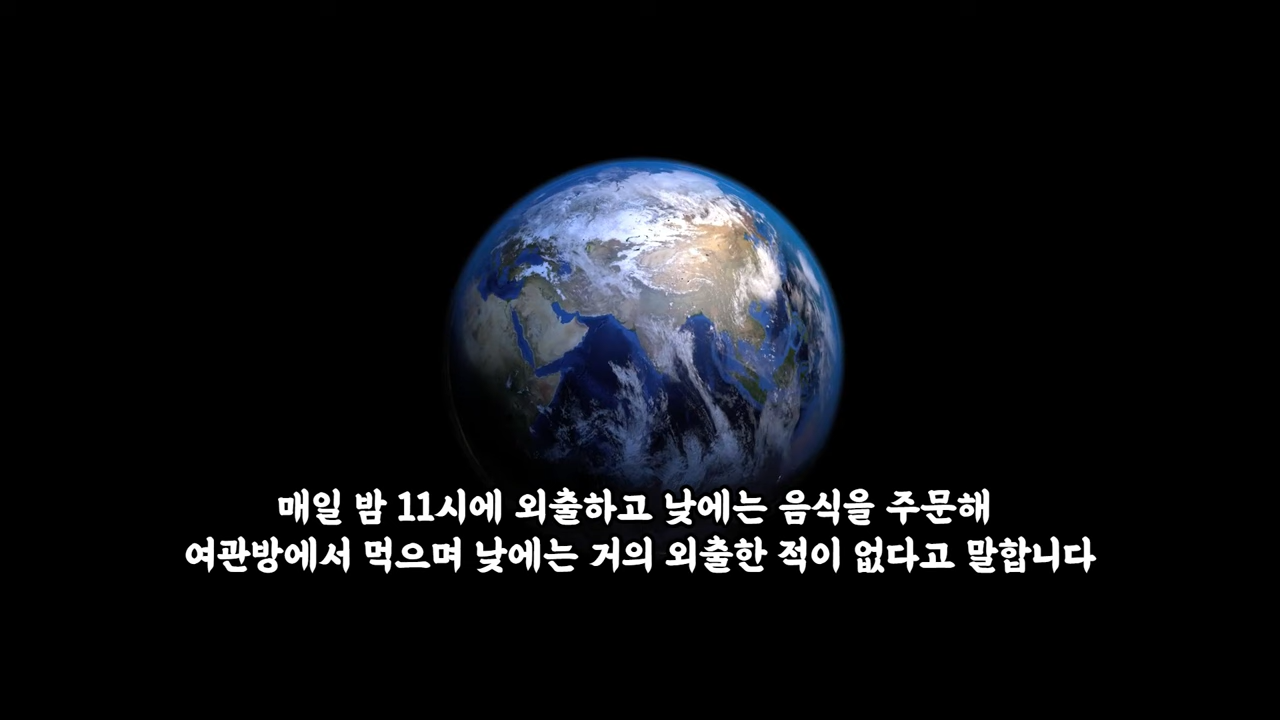 매일 밤 11시에 외출하고 낮에는 음식을 주문해
여관방에서 먹으며 낮에는 거의 외출한 적이 없다고 말합니다